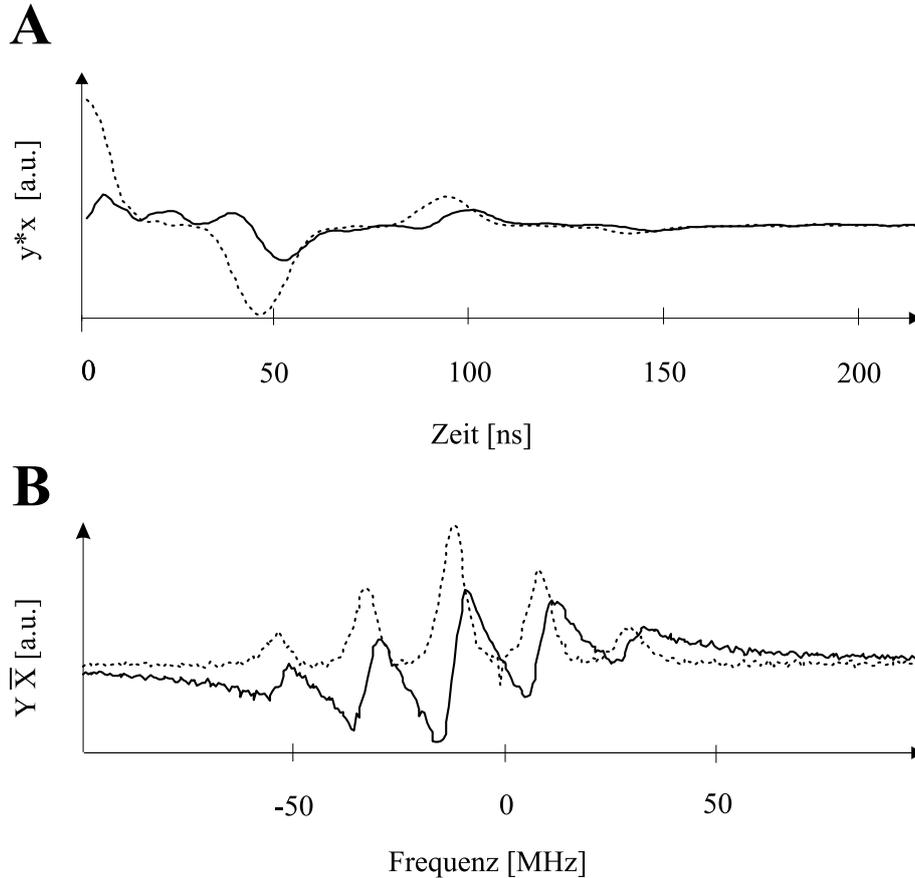 A
y*x [a.u.]
0 50 100 150 200
Zeit [ns]
B
Y X̅ [a.u.]
-50 0 50
Frequenz [MHz]